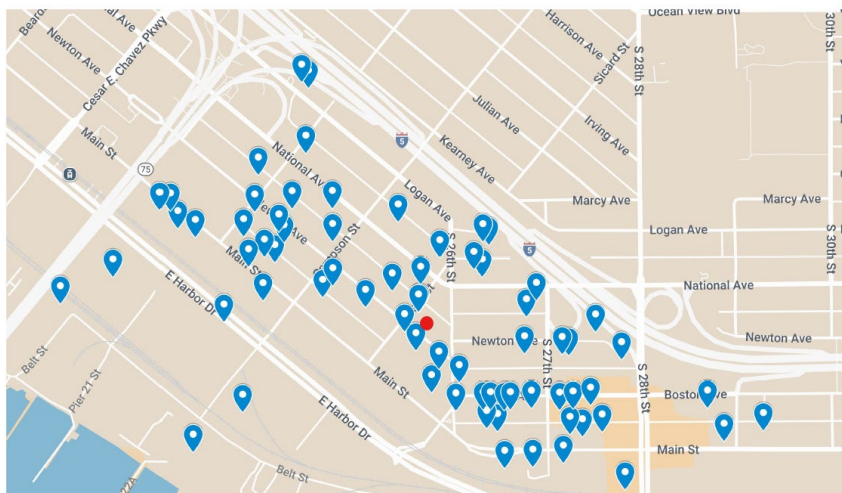 Ocean View Blvd
30th St
Harrison Ave
Sicard St
S 28th St
Newton Ave
Cesar E. Chavez Pkwy
Julian Ave
Irving Ave
Main St
5
Kearney Ave
National Ave
75
Logan Ave
Marcy Ave
Marcy Ave
Logan Ave
S 30th St
S 26th St
5
Main St
National Ave
E Harbor Dr
Newton Ave
Newton Ave
S 27th St
Belt St
Pier 21 St
Main St
S 28th St
E Harbor Dr
Main St
Belt St